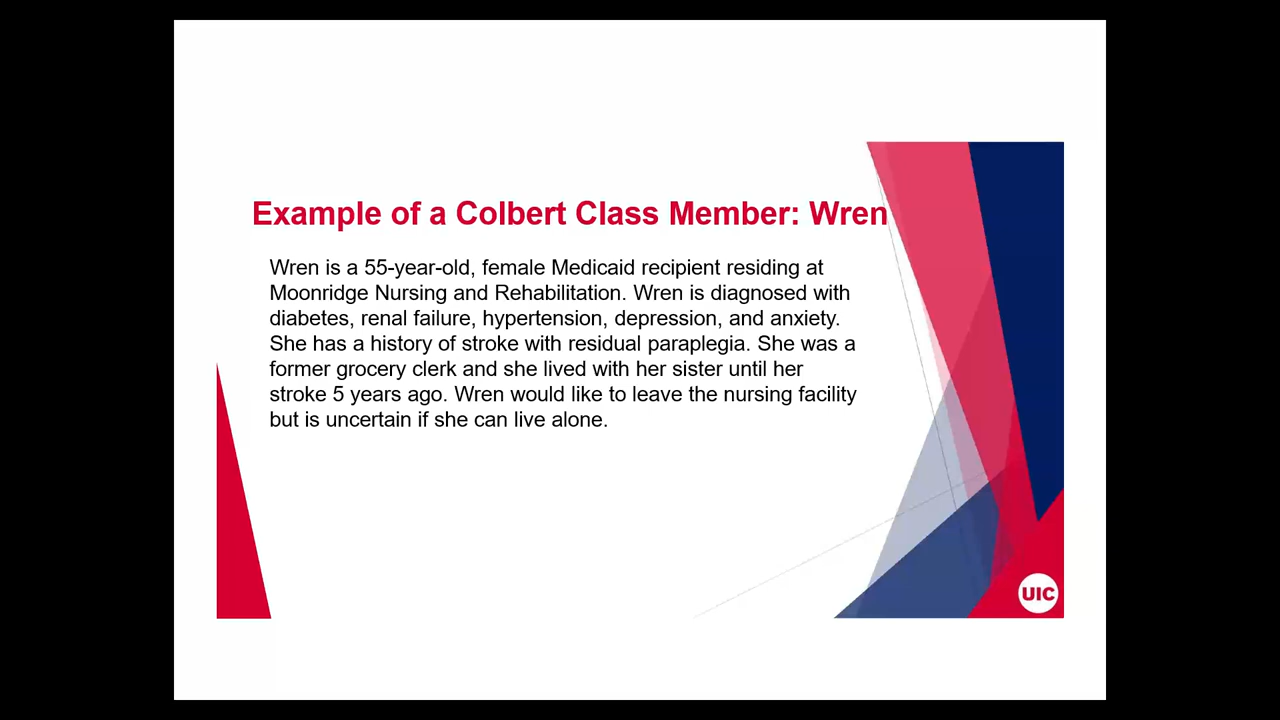 Example of a Colbert Class Member: Wren
Wren is a 55-year-old, female Medicaid recipient residing at
Moonridge Nursing and Rehabilitation. Wren is diagnosed with
diabetes, renal failure, hypertension, depression, and anxiety.
She has a history of stroke with residual paraplegia. She was a
former grocery clerk and she lived with her sister until her
stroke 5 years ago. Wren would like to leave the nursing facility
but is uncertain if she can live alone.
UIC